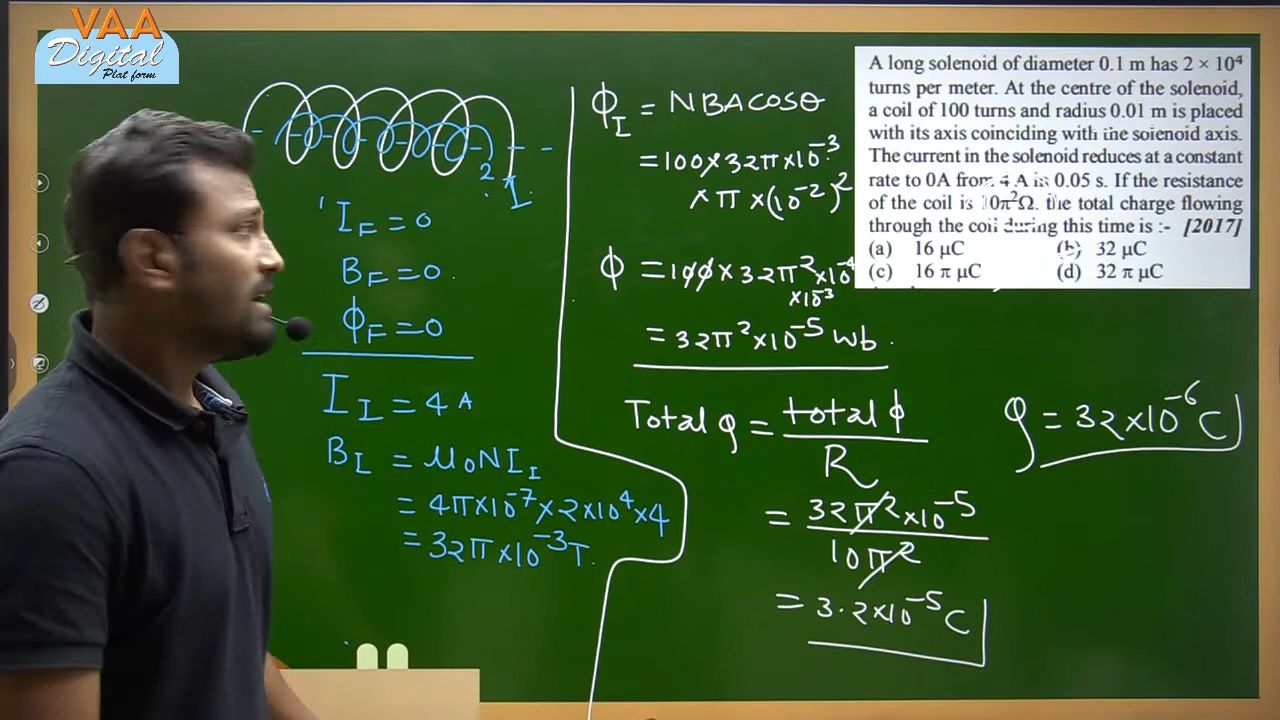 VAA
Digital
Plat form
2
I
I_F = 0
B_F = 0.
ϕ_F = 0
I_I = 4 A
B_I = μ₀NI_I
= 4π×10⁻⁷×2×10⁴×4
= 32π×10⁻³T.
ϕ_I = NBACOSθ
= 100×32π×10⁻³
×π×(10⁻²)²
ϕ = 100×32π²×10⁻⁴
×10⁻³
= 32π²×10⁻⁵ Wb.
Total q = total ϕ / R
= 32π²×10⁻⁵ / 10π²
= 3.2×10⁻⁵ C
q = 32×10⁻⁶ C
A long solenoid of diameter 0.1 m has 2 × 10⁴
turns per meter. At the centre of the solenoid,
a coil of 100 turns and radius 0.01 m is placed
with its axis coinciding with the solenoid axis.
The current in the solenoid reduces at a constant
rate to 0A from 4 A in 0.05 s. If the resistance
of the coil is 10π²Ω. the total charge flowing
through the coil during this time is :- [2017]
(a) 16 μC (b) 32 μC
(c) 16 π μC (d) 32 π μC